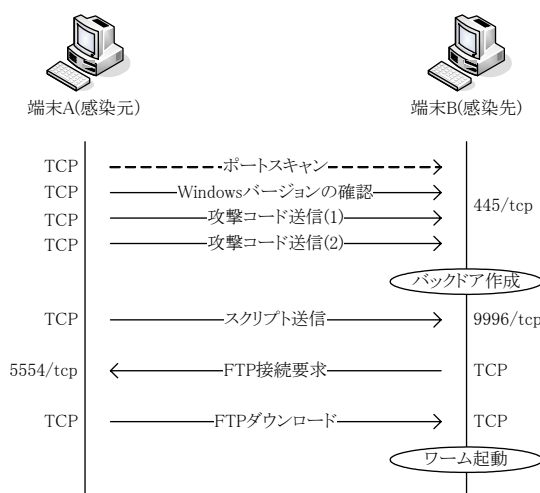 端末A(感染元)
端末B(感染先)
TCP
ポートスキャン
TCP
Windowsバージョンの確認
445/tcp
TCP
攻撃コード送信(1)
TCP
攻撃コード送信(2)
バックドア作成
TCP
スクリプト送信
9996/tcp
5554/tcp
FTP接続要求
TCP
TCP
FTPダウンロード
TCP
ワーム起動